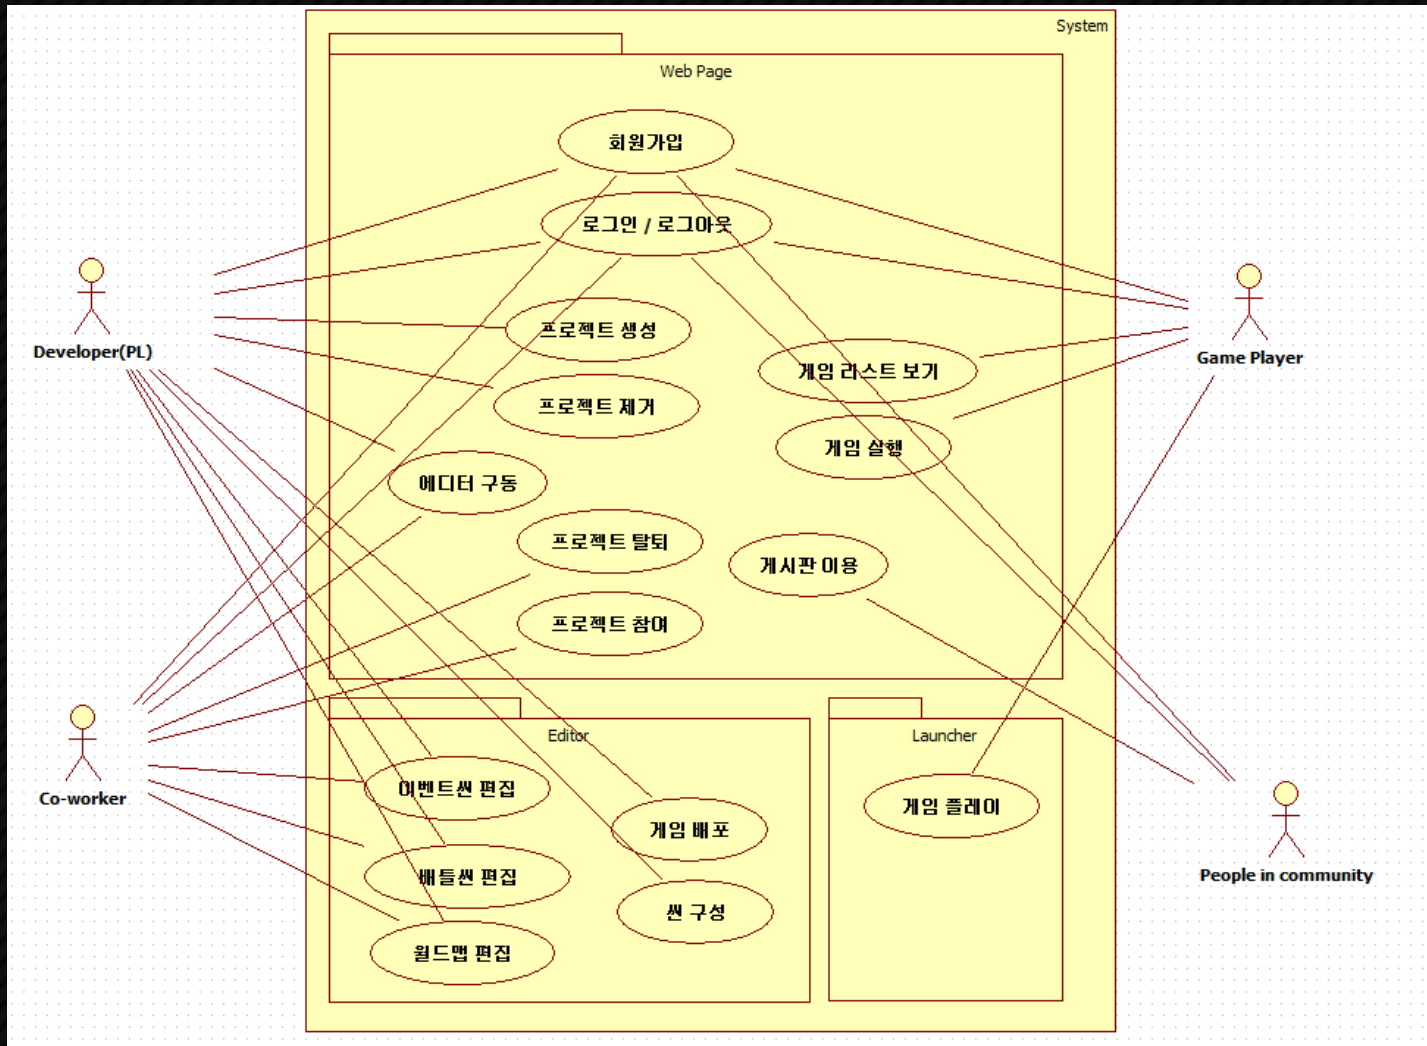 System
Web Page
회원가입
로그인 / 로그아웃
프로젝트 생성
Developer(PL)
Game Player
게임 리스트 보기
프로젝트 제거
게임 실행
에디터 구동
프로젝트 탈퇴
게시판 이용
프로젝트 참여
Editor
Launcher
Co-worker
이벤트씬 편집
게임 배포
게임 플레이
배틀씬 편집
People in community
씬 구성
월드맵 편집